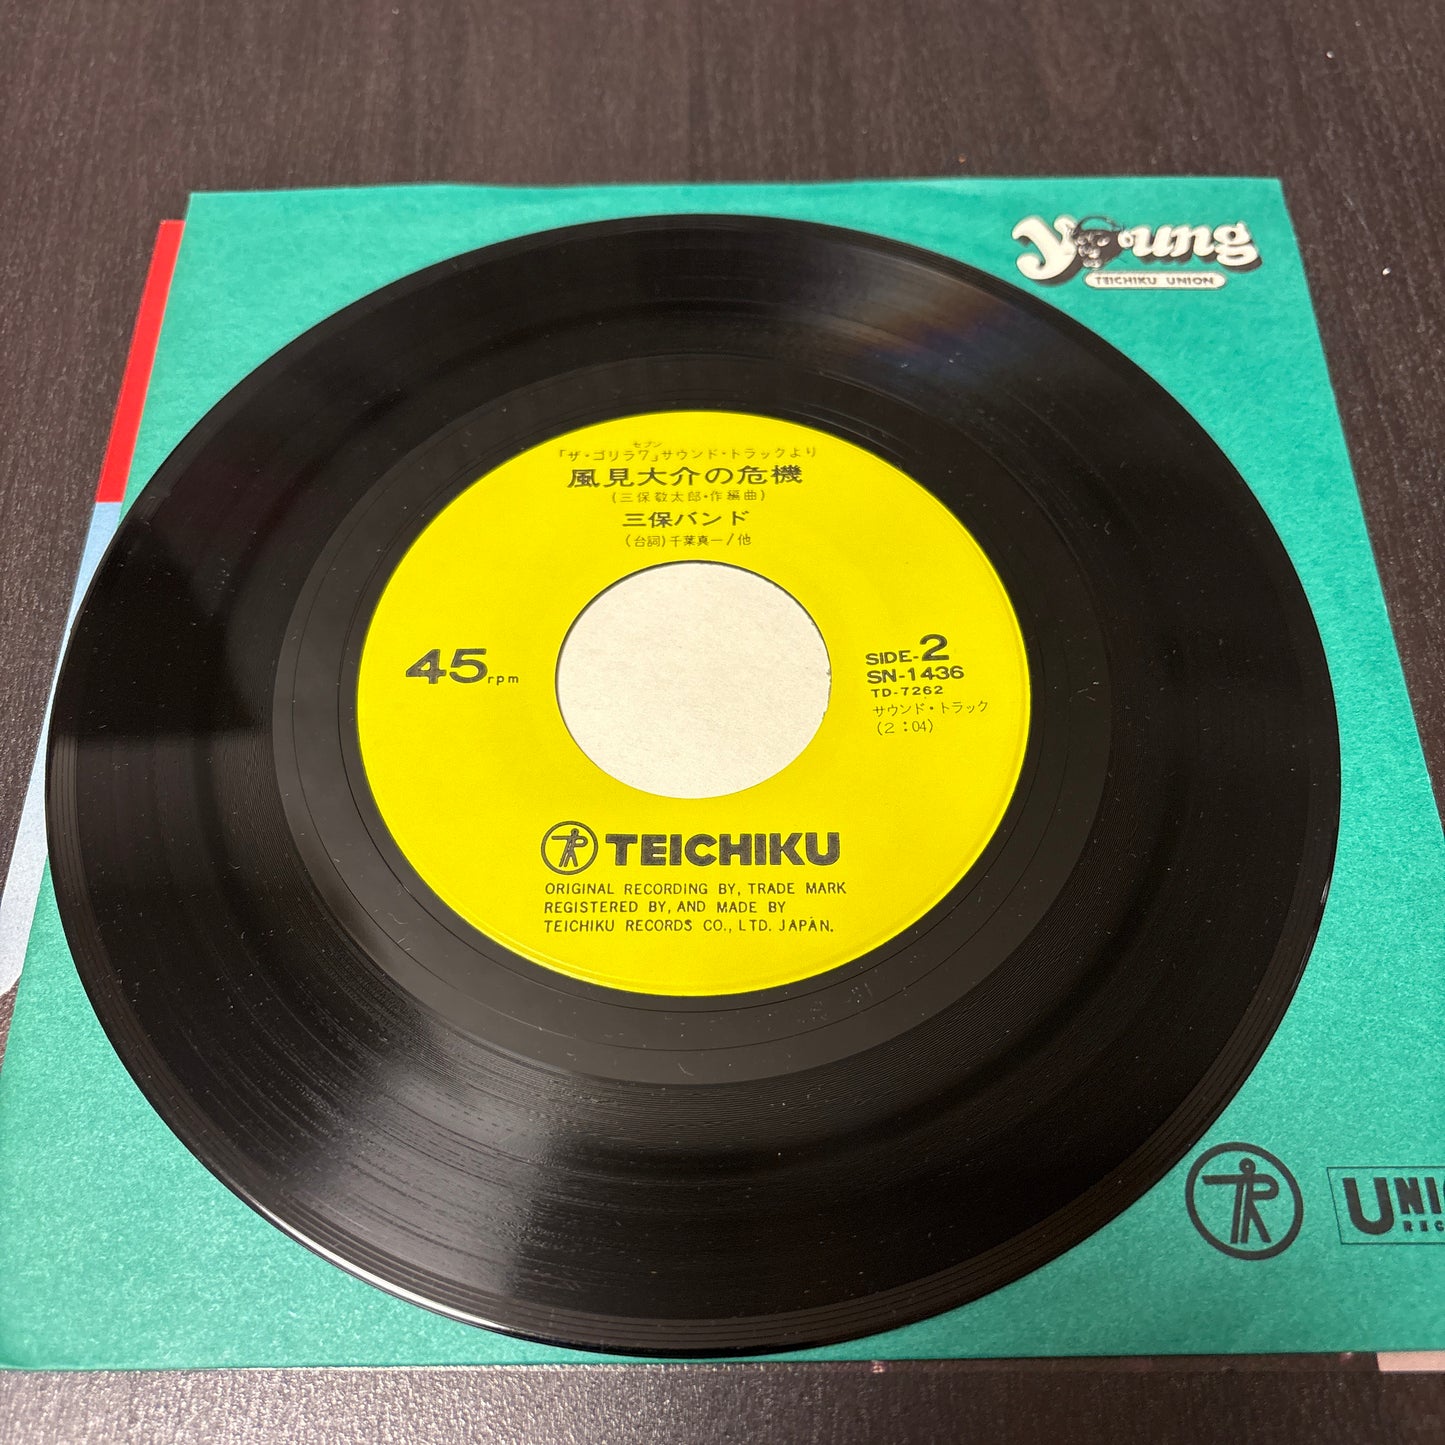 Young
TEICHIKU UNION
セブン
「ザ・ゴリラ7」サウンド・トラックより
風見大介の危機
(三保敬太郎・作編曲)
三保バンド
(台詞)千葉真一/他
45rpm
SIDE-2
SN-1436
TD-7262
サウンド・トラック
(2:04)
TEICHIKU
ORIGINAL RECORDING BY, TRADE MARK
REGISTERED BY, AND MADE BY
TEICHIKU RECORDS CO., LTD. JAPAN.